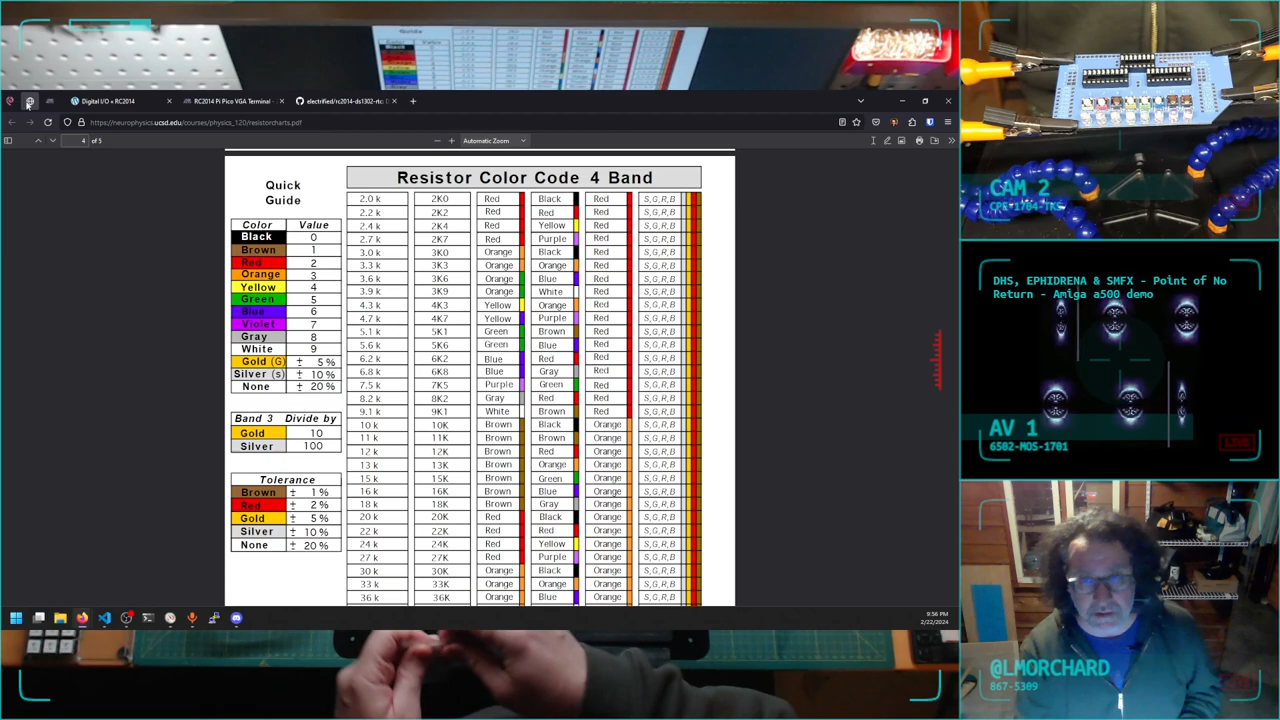 Digital I/O « RC2014
RC2014 Pi Pico VGA Terminal -
electrified/rc2014-ds1302-rtc:
https://neurophysics.ucsd.edu/courses/physics_120/resistorcharts.pdf
4 of 5
Automatic Zoom
Quick
Guide
Resistor Color Code 4 Band
Color Value
Black 0
Brown 1
Red 2
Orange 3
Yellow 4
Green 5
Blue 6
Violet 7
Gray 8
White 9
Gold (G) ± 5 %
Silver (s) ± 10 %
None ± 20 %
Band 3 Divide by
Gold 10
Silver 100
Tolerance
Brown ± 1 %
Red ± 2 %
Gold ± 5 %
Silver ± 10 %
None ± 20 %
2.0 k 2K0 Red Black Red S,G,R,B
2.2 k 2K2 Red Red Red S,G,R,B
2.4 k 2K4 Red Yellow Red S,G,R,B
2.7 k 2K7 Red Purple Red S,G,R,B
3.0 k 3K0 Orange Black Red S,G,R,B
3.3 k 3K3 Orange Orange Red S,G,R,B
3.6 k 3K6 Orange Blue Red S,G,R,B
3.9 k 3K9 Orange White Red S,G,R,B
4.3 k 4K3 Yellow Orange Red S,G,R,B
4.7 k 4K7 Yellow Purple Red S,G,R,B
5.1 k 5K1 Green Brown Red S,G,R,B
5.6 k 5K6 Green Blue Red S,G,R,B
6.2 k 6K2 Blue Red Red S,G,R,B
6.8 k 6K8 Blue Gray Red S,G,R,B
7.5 k 7K5 Purple Green Red S,G,R,B
8.2 k 8K2 Gray Red Red S,G,R,B
9.1 k 9K1 White Brown Red S,G,R,B
10 k 10K Brown Black Orange S,G,R,B
11 k 11K Brown Brown Orange S,G,R,B
12 k 12K Brown Red Orange S,G,R,B
13 k 13K Brown Orange Orange S,G,R,B
15 k 15K Brown Green Orange S,G,R,B
16 k 16K Brown Blue Orange S,G,R,B
18 k 18K Brown Gray Orange S,G,R,B
20 k 20K Red Black Orange S,G,R,B
22 k 22K Red Red Orange S,G,R,B
24 k 24K Red Yellow Orange S,G,R,B
27 k 27K Red Purple Orange S,G,R,B
30 k 30K Orange Black Orange S,G,R,B
33 k 33K Orange Orange Orange S,G,R,B
36 k 36K Orange Blue Orange S,G,R,B
9:56 PM
2/22/2024
CAM 2
CPE-1704-TKS
DHS, EPHIDRENA & SMFX - Point of No
Return - Amiga a500 demo
AV 1
6502-MOS-1701
LIVE
@LMORCHARD
867-5309